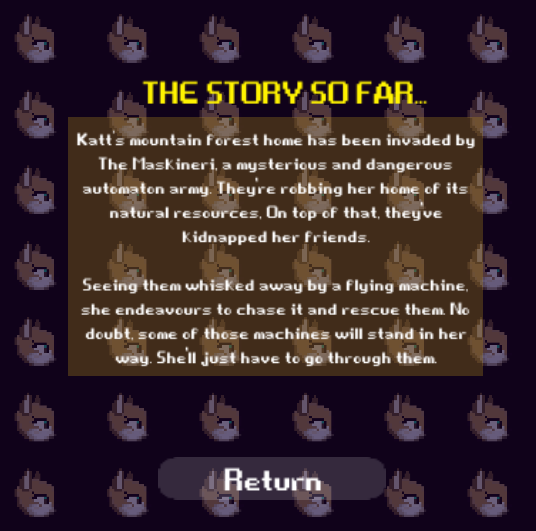 THE STORY SO FAR...
Katt's mountain forest home has been invaded by
The Maskineri, a mysterious and dangerous
automaton army. They're robbing her home of its
natural resources, On top of that, they've
kidnapped her friends.
Seeing them whisked away by a flying machine,
she endeavours to chase it and rescue them. No
doubt, some of those machines will stand in her
way. She'll just have to go through them.
Return